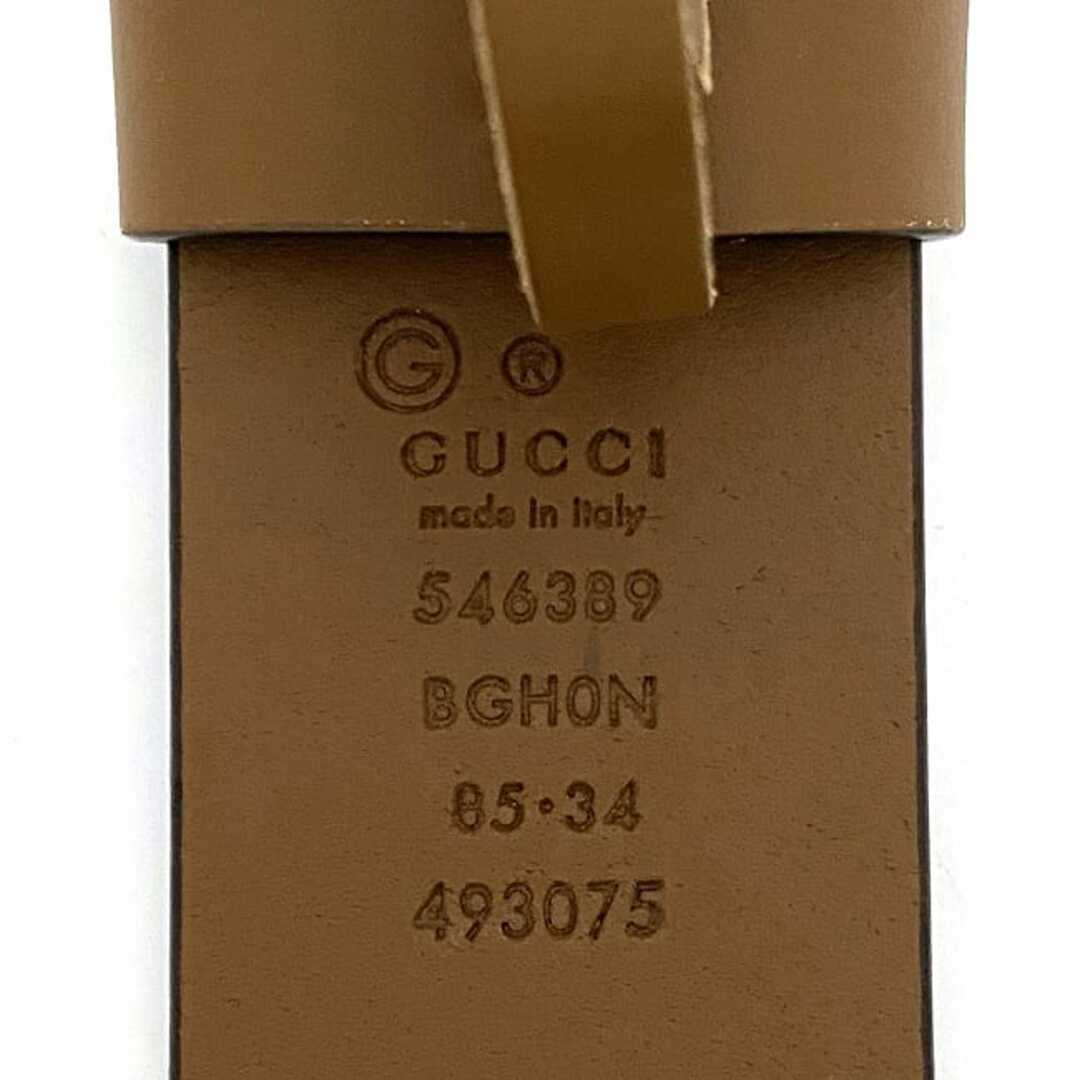 G ®
GUCCI
made in italy
546389
BGH0N
85·34
493075